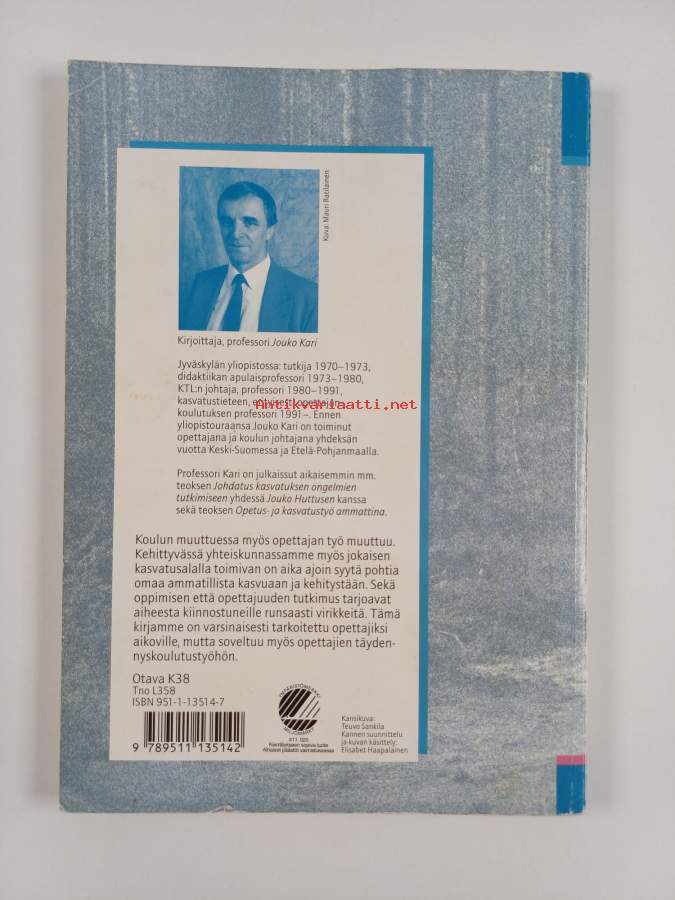 Kuva: Mauri Ratilainen
Kirjoittaja, professori Jouko Kari
Jyväskylän yliopistossa: tutkija 1970–1973,
didaktiikan apulaisprofessori 1973–1980,
KTL:n johtaja, professori 1980–1991,
kasvatustieteen, erityisesti opettajan-
koulutuksen professori 1991–. Ennen
yliopistouraansa Jouko Kari on toiminut
opettajana ja koulun johtajana yhdeksän
vuotta Keski-Suomessa ja Etelä-Pohjanmaalla.
Antikvariaatti.net
Professori Kari on julkaissut aikaisemmin mm.
teoksen Johdatus kasvatuksen ongelmien
tutkimiseen yhdessä Jouko Huttusen kanssa
sekä teoksen Opetus- ja kasvatustyö ammattina.
Koulun muuttuessa myös opettajan työ muuttuu.
Kehittyvässä yhteiskunnassamme myös jokaisen
kasvatusalalla toimivan on aika ajoin syytä pohtia
omaa ammatillista kasvuaan ja kehitystään. Sekä
oppimisen että opettajuuden tutkimus tarjoavat
aiheesta kiinnostuneille runsaasti virikkeitä. Tämä
kirjamme on varsinaisesti tarkoitettu opettajiksi
aikoville, mutta soveltuu myös opettajien täyden-
nyskoulutustyöhön.
Otava K38
Tno L358
ISBN 951-1-13514-7
9 789511 135142
YMPÄRISTÖMERKKI
MILJÖMÄRKT
Kansikuva:
Teuvo Sankila
Kannen suunnittelu
ja kuvan käsittely:
Elisabet Haapalainen